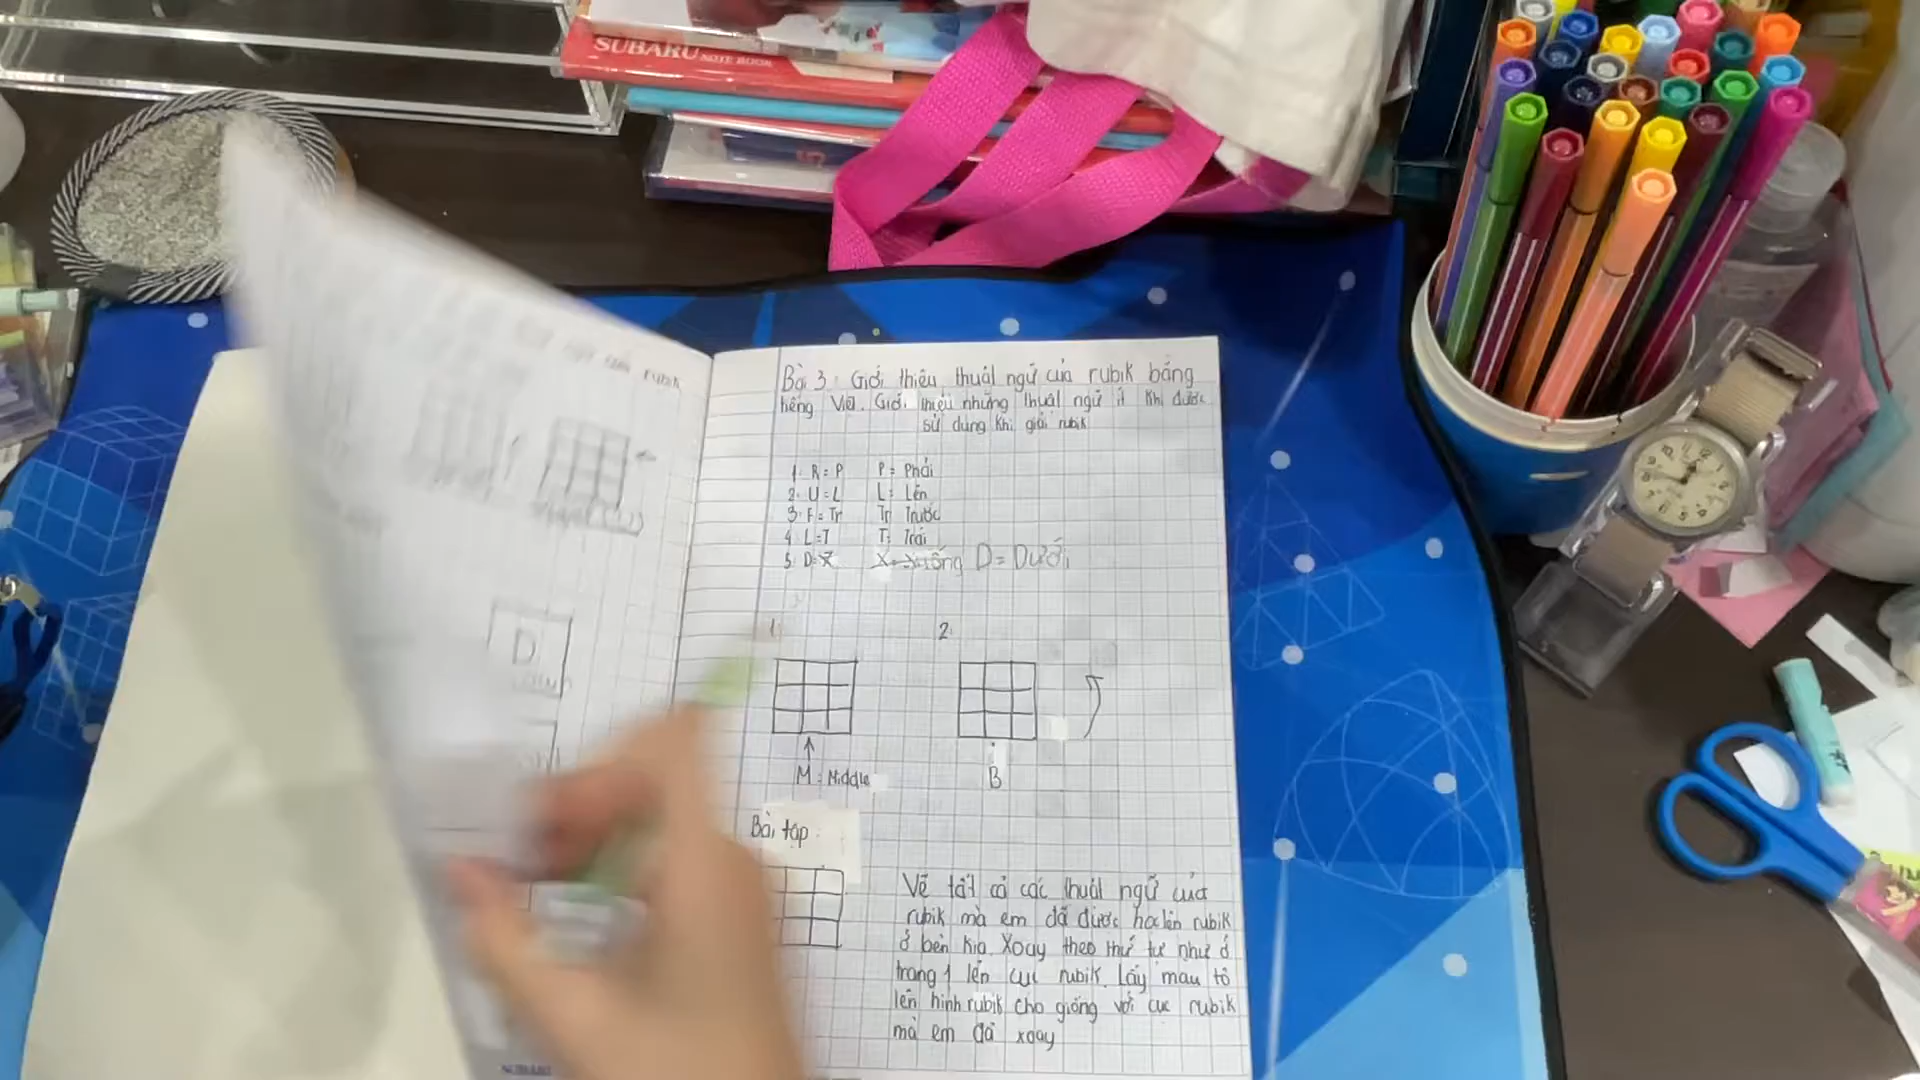 SUBARU NOTE BOOK
rubik
D
Bài 3: Giới thiệu thuật ngữ của rubik bằng
tiếng Việt. Giới thiệu những thuật ngữ ít khi được
sử dụng khi giải rubik
1. R = P P = Phải
2. U = L L = Lên
3. F = Tr Tr Trước
4 L = T T = Trái
5. D = X X = Xuống D = Dưới
1: 2:
M = Middle B
Bài tập:
Vẽ tất cả các thuật ngữ của
rubik mà em đã được học lên rubik
ở bên kia. Xoay theo thứ tự như ở
trang 1 lên cục rubik. Lấy màu tô
lên hình rubik cho giống với cục rubik
mà em đã xoay
SUBARU